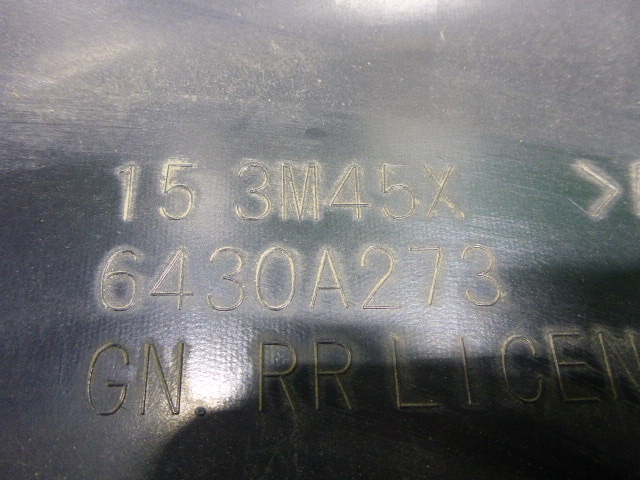 15 3M45X >
6430A273
GN. RR LICEN